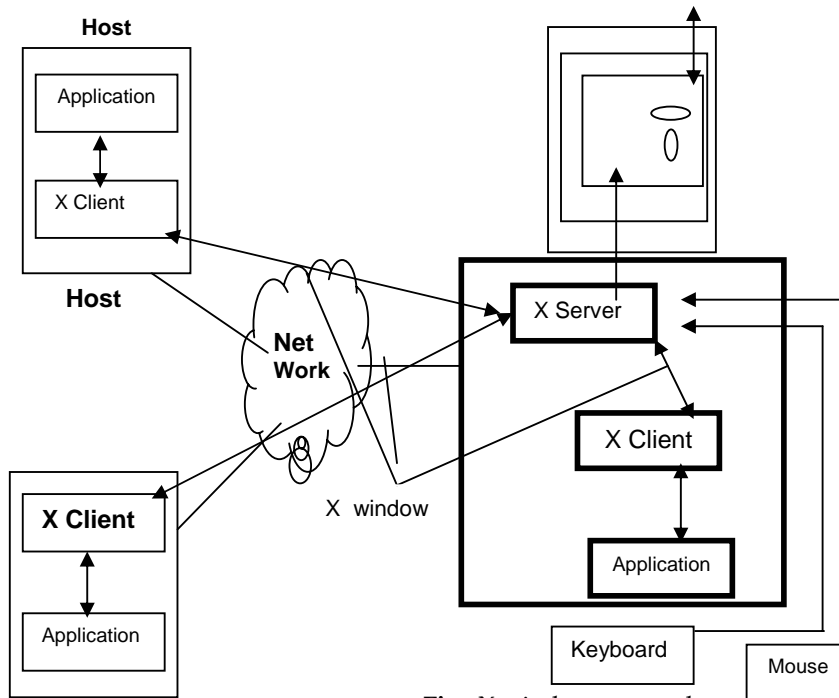 Host
Application
X Client
Host
X Server
Net
Work
X Client
X window
X Client
Application
Application
Keyboard
Mouse